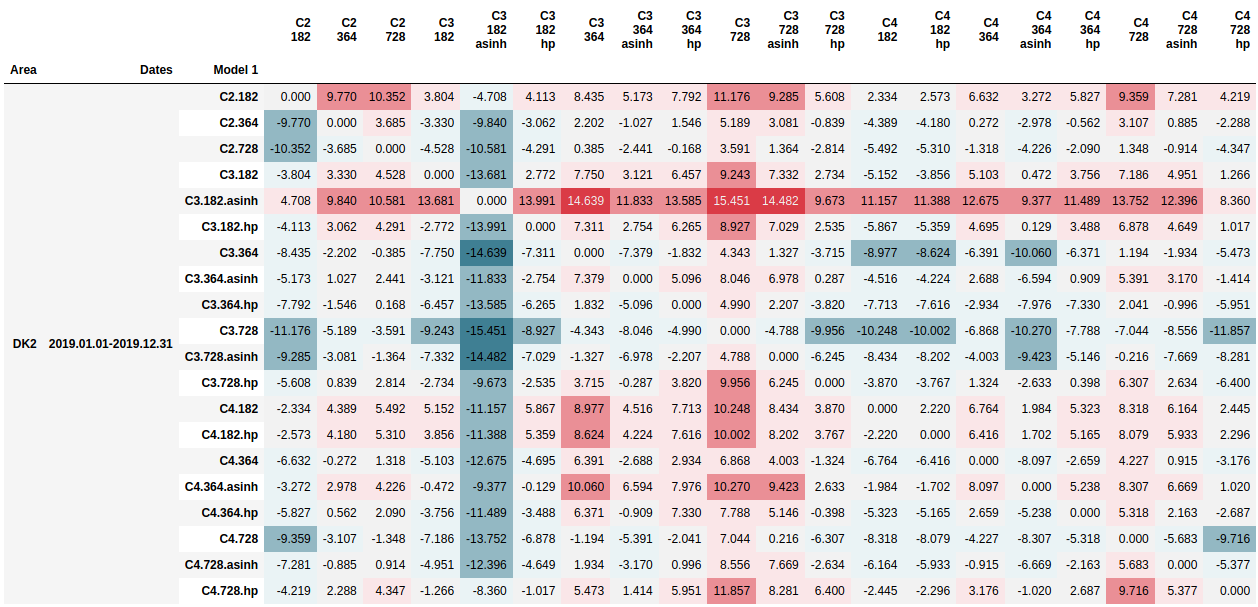 C2 C2 C2 C3 C3 C3 C3 C3 C3 C3 C3 C3 C4 C4 C4 C4 C4 C4 C4 C4
182 364 728 182 182 182 364 364 364 728 728 728 182 182 364 364 364 728 728 728
asinh hp asinh hp asinh hp hp asinh hp asinh hp
Area Dates Model 1
C2.182 0.000 9.770 10.352 3.804 -4.708 4.113 8.435 5.173 7.792 11.176 9.285 5.608 2.334 2.573 6.632 3.272 5.827 9.359 7.281 4.219
C2.364 -9.770 0.000 3.685 -3.330 -9.840 -3.062 2.202 -1.027 1.546 5.189 3.081 -0.839 -4.389 -4.180 0.272 -2.978 -0.562 3.107 0.885 -2.288
C2.728 -10.352 -3.685 0.000 -4.528 -10.581 -4.291 0.385 -2.441 -0.168 3.591 1.364 -2.814 -5.492 -5.310 -1.318 -4.226 -2.090 1.348 -0.914 -4.347
C3.182 -3.804 3.330 4.528 0.000 -13.681 2.772 7.750 3.121 6.457 9.243 7.332 2.734 -5.152 -3.856 5.103 0.472 3.756 7.186 4.951 1.266
C3.182.asinh 4.708 9.840 10.581 13.681 0.000 13.991 14.639 11.833 13.585 15.451 14.482 9.673 11.157 11.388 12.675 9.377 11.489 13.752 12.396 8.360
C3.182.hp -4.113 3.062 4.291 -2.772 -13.991 0.000 7.311 2.754 6.265 8.927 7.029 2.535 -5.867 -5.359 4.695 0.129 3.488 6.878 4.649 1.017
C3.364 -8.435 -2.202 -0.385 -7.750 -14.639 -7.311 0.000 -7.379 -1.832 4.343 1.327 -3.715 -8.977 -8.624 -6.391 -10.060 -6.371 1.194 -1.934 -5.473
C3.364.asinh -5.173 1.027 2.441 -3.121 -11.833 -2.754 7.379 0.000 5.096 8.046 6.978 0.287 -4.516 -4.224 2.688 -6.594 0.909 5.391 3.170 -1.414
C3.364.hp -7.792 -1.546 0.168 -6.457 -13.585 -6.265 1.832 -5.096 0.000 4.990 2.207 -3.820 -7.713 -7.616 -2.934 -7.976 -7.330 2.041 -0.996 -5.951
C3.728 -11.176 -5.189 -3.591 -9.243 -15.451 -8.927 -4.343 -8.046 -4.990 0.000 -4.788 -9.956 -10.248 -10.002 -6.868 -10.270 -7.788 -7.044 -8.556 -11.857
DK2 2019.01.01-2019.12.31
C3.728.asinh -9.285 -3.081 -1.364 -7.332 -14.482 -7.029 -1.327 -6.978 -2.207 4.788 0.000 -6.245 -8.434 -8.202 -4.003 -9.423 -5.146 -0.216 -7.669 -8.281
C3.728.hp -5.608 0.839 2.814 -2.734 -9.673 -2.535 3.715 -0.287 3.820 9.956 6.245 0.000 -3.870 -3.767 1.324 -2.633 0.398 6.307 2.634 -6.400
C4.182 -2.334 4.389 5.492 5.152 -11.157 5.867 8.977 4.516 7.713 10.248 8.434 3.870 0.000 2.220 6.764 1.984 5.323 8.318 6.164 2.445
C4.182.hp -2.573 4.180 5.310 3.856 -11.388 5.359 8.624 4.224 7.616 10.002 8.202 3.767 -2.220 0.000 6.416 1.702 5.165 8.079 5.933 2.296
C4.364 -6.632 -0.272 1.318 -5.103 -12.675 -4.695 6.391 -2.688 2.934 6.868 4.003 -1.324 -6.764 -6.416 0.000 -8.097 -2.659 4.227 0.915 -3.176
C4.364.asinh -3.272 2.978 4.226 -0.472 -9.377 -0.129 10.060 6.594 7.976 10.270 9.423 2.633 -1.984 -1.702 8.097 0.000 5.238 8.307 6.669 1.020
C4.364.hp -5.827 0.562 2.090 -3.756 -11.489 -3.488 6.371 -0.909 7.330 7.788 5.146 -0.398 -5.323 -5.165 2.659 -5.238 0.000 5.318 2.163 -2.687
C4.728 -9.359 -3.107 -1.348 -7.186 -13.752 -6.878 -1.194 -5.391 -2.041 7.044 0.216 -6.307 -8.318 -8.079 -4.227 -8.307 -5.318 0.000 -5.683 -9.716
C4.728.asinh -7.281 -0.885 0.914 -4.951 -12.396 -4.649 1.934 -3.170 0.996 8.556 7.669 -2.634 -6.164 -5.933 -0.915 -6.669 -2.163 5.683 0.000 -5.377
C4.728.hp -4.219 2.288 4.347 -1.266 -8.360 -1.017 5.473 1.414 5.951 11.857 8.281 6.400 -2.445 -2.296 3.176 -1.020 2.687 9.716 5.377 0.000